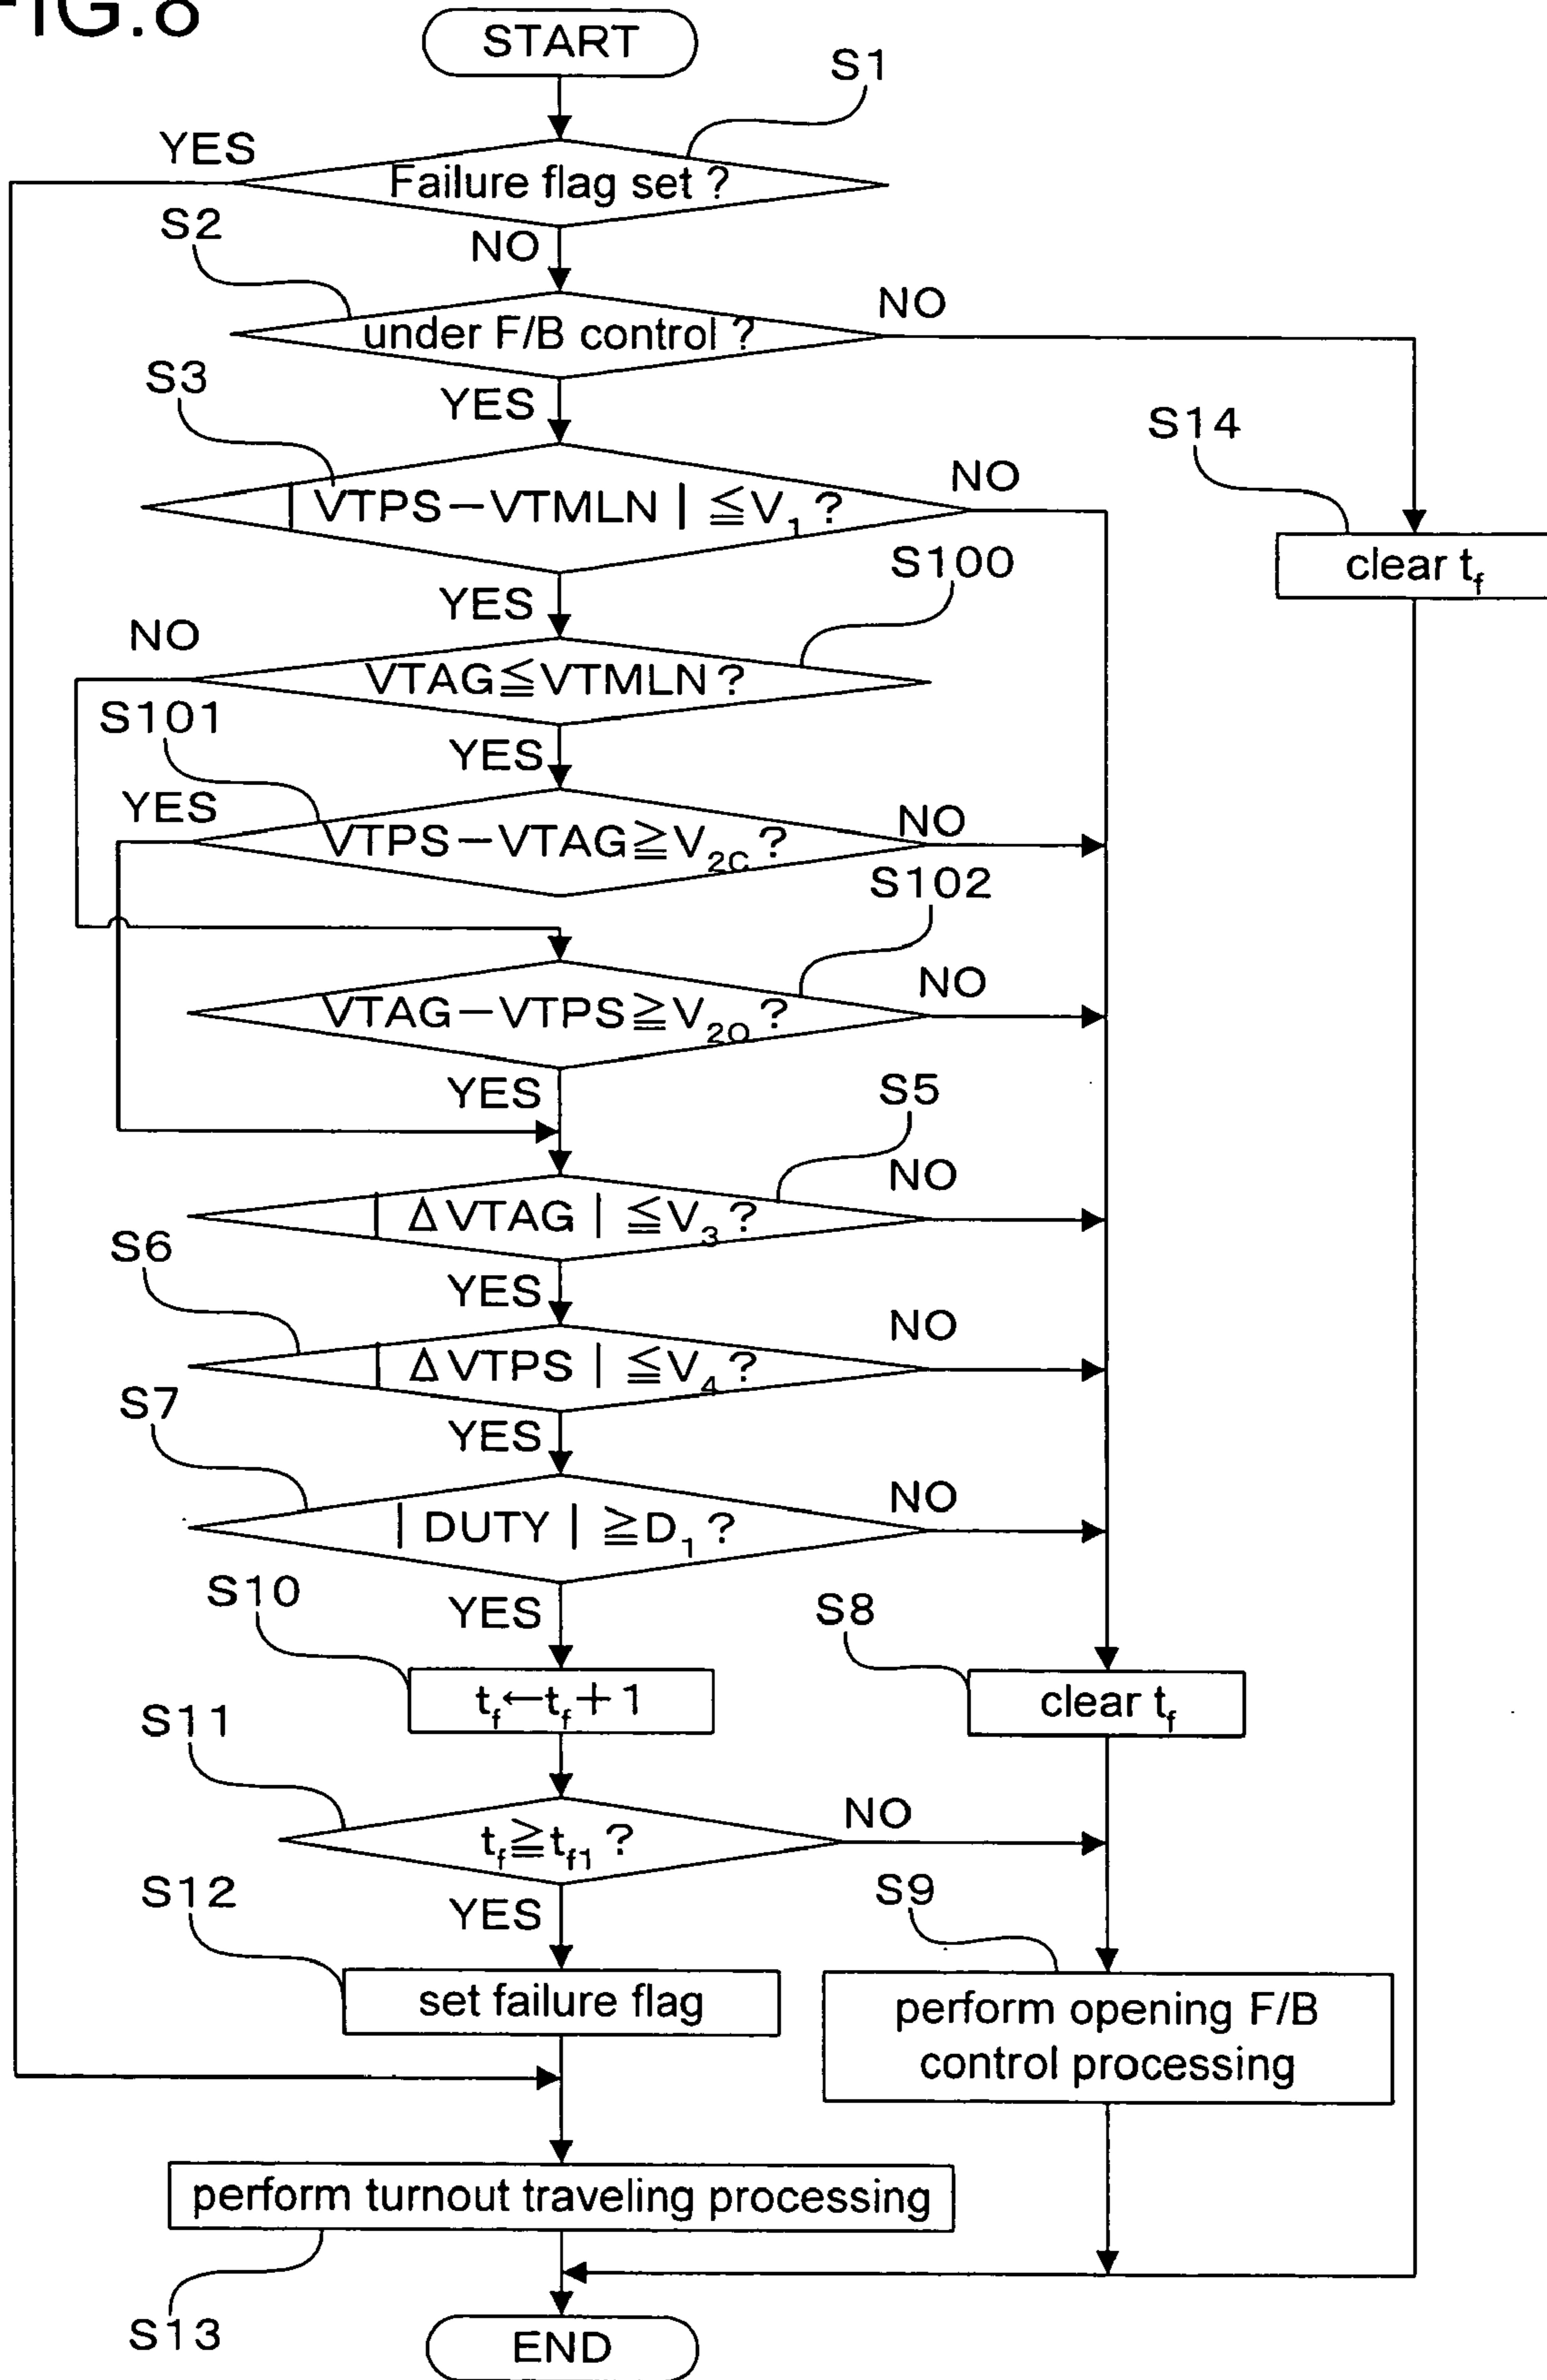 FIG.8
START
S1
YES
Failure flag set ?
S2
NO
NO
under F/B control ?
S3
YES
S14
NO
| VTPS−VTMLN | ≦V1 ?
clear tf
S100
YES
NO
VTAG≦VTMLN ?
S101
YES
YES
NO
VTPS−VTAG≧V2C ?
S102
NO
VTAG−VTPS≧V2O ?
YES
S5
NO
| ΔVTAG | ≦V3 ?
S6
YES
NO
| ΔVTPS | ≦V4 ?
S7
YES
NO
| DUTY | ≧D1 ?
S10
YES
S8
tf←tf+1
clear tf
S11
NO
tf≧tf1 ?
S12
YES
S9
set failure flag
perform opening F/B
control processing
perform turnout traveling processing
S13
END